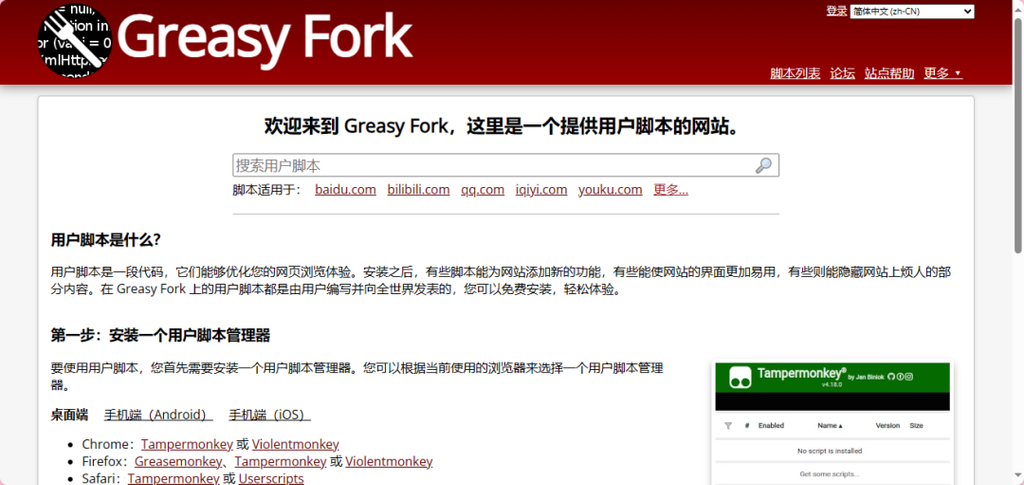 = null,
tion in
or (var i = 0
XmlHttp
Greasy Fork
登录 简体中文 (zh-CN)
脚本列表 论坛 站点帮助 更多 ▼
欢迎来到 Greasy Fork，这里是一个提供用户脚本的网站。
搜索用户脚本
脚本适用于： baidu.com bilibili.com qq.com iqiyi.com youku.com 更多…
用户脚本是什么？
用户脚本是一段代码，它们能够优化您的网页浏览体验。安装之后，有些脚本能为网站添加新的功能，有些能使网站的界面更加易用，有些则能隐藏网站上烦人的部
分内容。在 Greasy Fork 上的用户脚本都是由用户编写并向全世界发表的，您可以免费安装，轻松体验。
第一步：安装一个用户脚本管理器
要使用用户脚本，您首先需要安装一个用户脚本管理器。您可以根据当前使用的浏览器来选择一个用户脚本管理
器。
桌面端 手机端（Android） 手机端（iOS）
Chrome：Tampermonkey 或 Violentmonkey
Firefox：Greasemonkey、Tampermonkey 或 Violentmonkey
Safari：Tampermonkey 或 Userscripts
Tampermonkey® by Jan Biniok
v4.18.0
# Enabled Name ▲ Version Size
No script is installed
Get some scripts...